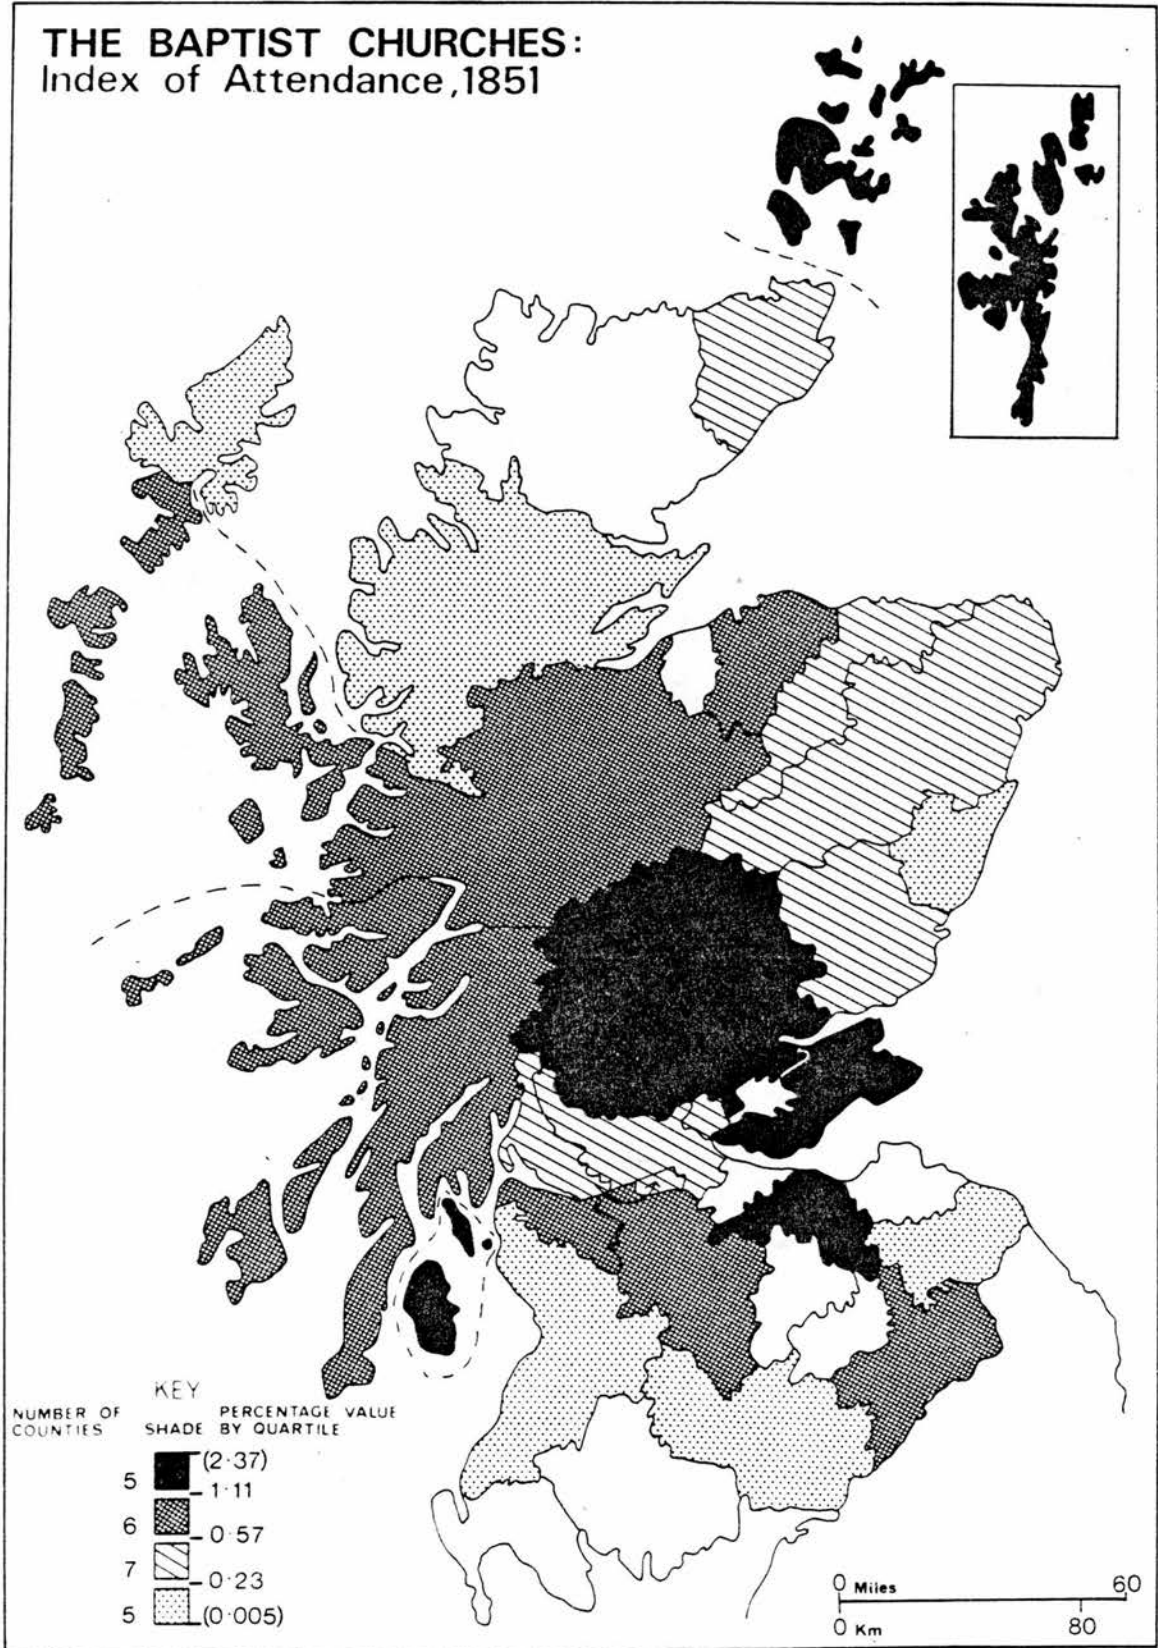 THE BAPTIST CHURCHES:
Index of Attendance, 1851
KEY
NUMBER OF COUNTIES
SHADE
PERCENTAGE VALUE BY QUARTILE
(2·37)
5
1·11
6
0·57
7
0·23
5
(0·005)
0 Miles 60
0 Km 80